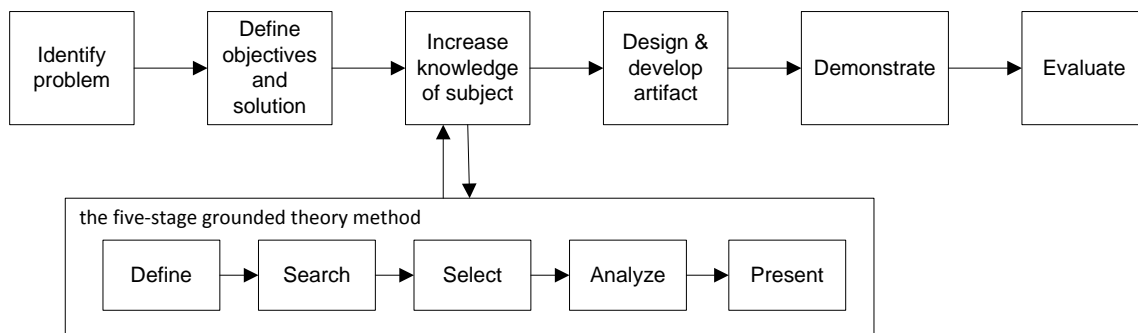 Identify
problem
Define
objectives
and
solution
Increase
knowledge
of subject
Design &
develop
artifact
Demonstrate
Evaluate
the five-stage grounded theory method
Define
Search
Select
Analyze
Present